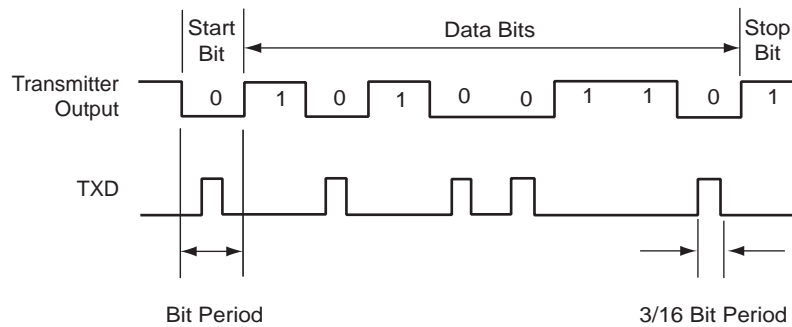 Start Bit
Data Bits
Stop Bit
Transmitter Output
0 1 0 1 0 0 1 1 0 1
TXD
Bit Period
3/16 Bit Period